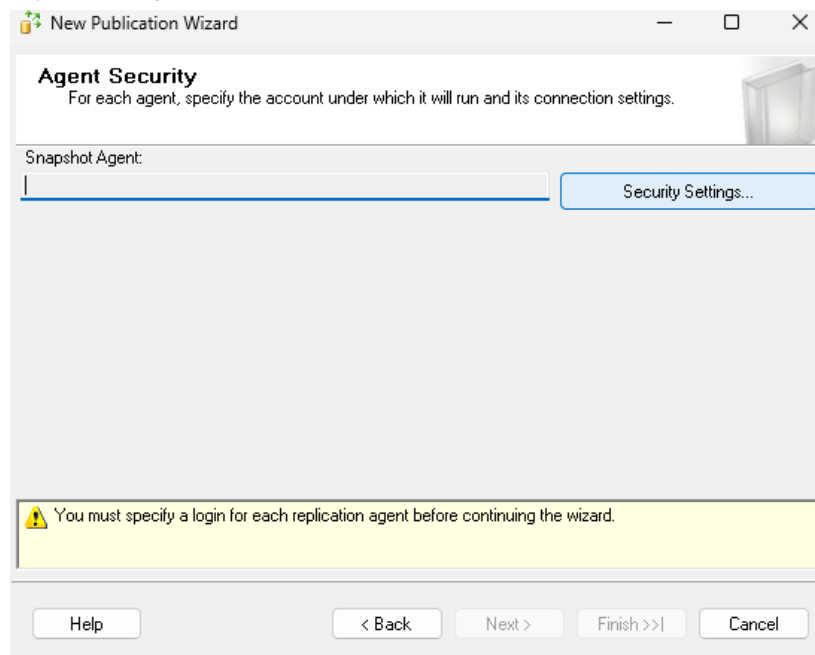 New Publication Wizard
Agent Security
For each agent, specify the account under which it will run and its connection settings.
Snapshot Agent:
Security Settings...
You must specify a login for each replication agent before continuing the wizard.
Help
< Back
Next >
Finish >>|
Cancel